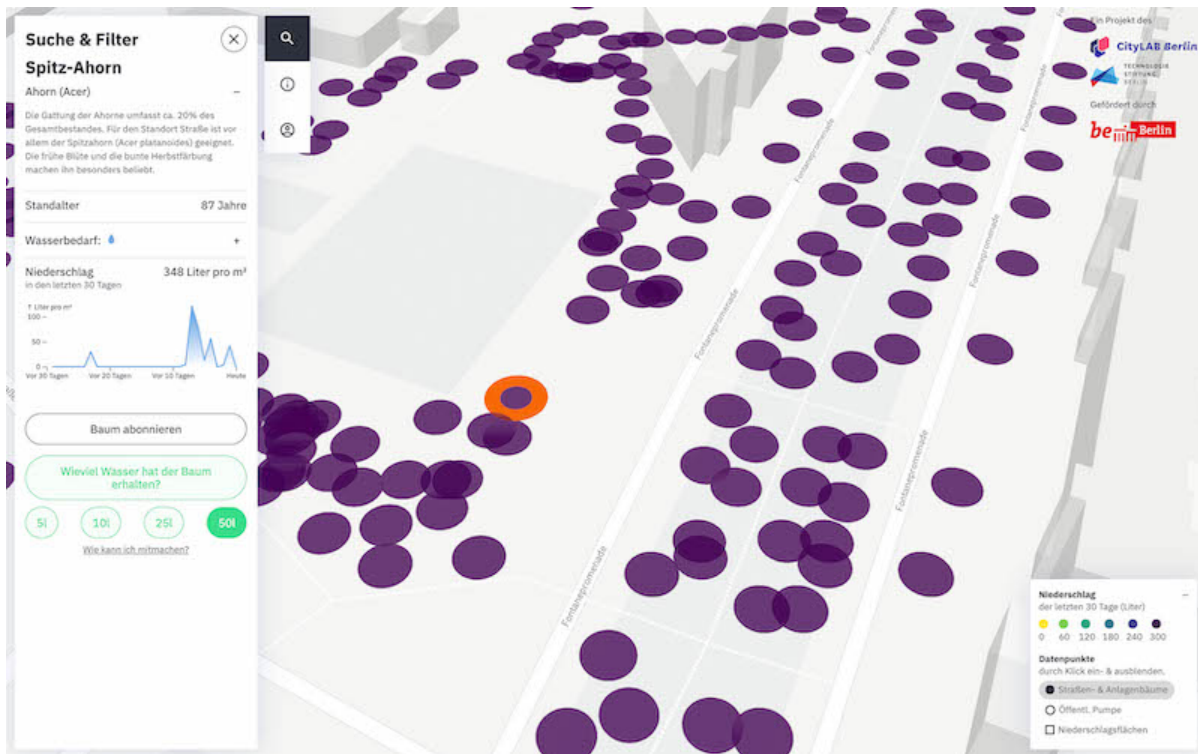 Suche & Filter
Spitz-Ahorn
Ahorn (Acer) –
Die Gattung der Ahorne umfasst ca. 20% des
Gesamtbestandes. Für den Standort Straße ist vor
allem der Spitzahorn (Acer platanoides) geeignet.
Die frühe Blüte und die bunte Herbstfärbung
machen ihn besonders beliebt.
Standalter 87 Jahre
Wasserbedarf: +
Niederschlag 348 Liter pro m²
in den letzten 30 Tagen
↑ Liter pro m²
100
50
0
Vor 30 Tagen Vor 20 Tagen Vor 10 Tagen Heute
Baum abonnieren
Wieviel Wasser hat der Baum
erhalten?
5l 10l 25l 50l
Wie kann ich mitmachen?
Fontanepromenade
Fontanepromenade
Fontanepromenade
Fontanepromenade
Fontanepromenade
Fontanepromenade
Fontanepromenade
Ein Projekt des
CityLAB Berlin
TECHNOLOGIE
STIFTUNG
BERLIN
Gefördert durch
be Berlin
Niederschlag –
der letzten 30 Tage (Liter)
0 60 120 180 240 300
Datenpunkte
durch Klick ein- & ausblenden.
Straßen- & Anlagenbäume
Öffentl. Pumpe
Niederschlagsflächen